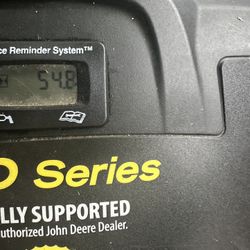 ce Reminder System™
54.8
D Series
LLY SUPPORTED
uthorized John Deere Dealer.